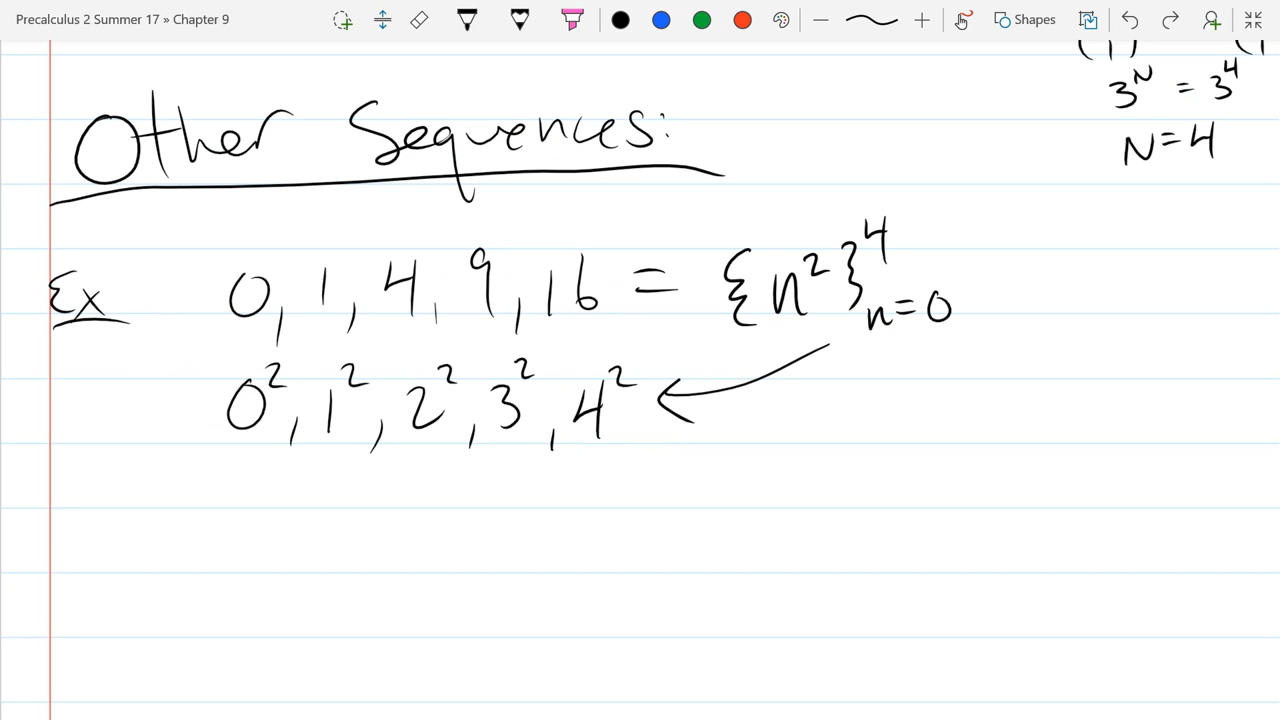 Precalculus 2 Summer 17 » Chapter 9
Shapes
3^N = 3^4
N = 4
Other Sequences:
Ex 0, 1, 4, 9, 16 = {n^2}^4_{n=0}
0^2, 1^2, 2^2, 3^2, 4^2